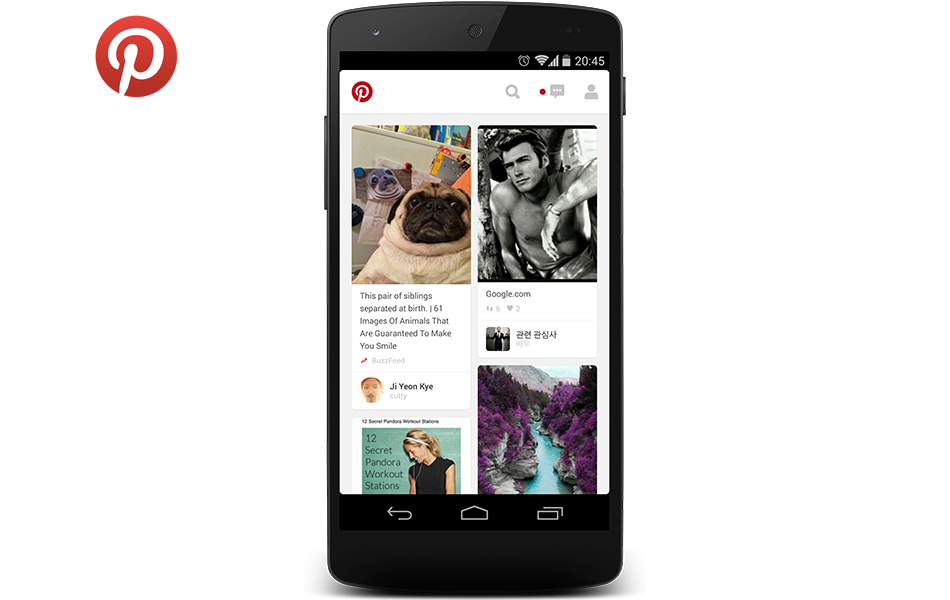 20:45
This pair of siblings
separated at birth. | 61
Images Of Animals That
Are Guaranteed To Make
You Smile
BuzzFeed
Ji Yeon Kye
cutty
12 Secret Pandora Workout Stations
12
Secret
Pandora
Workout
Stations
Google.com
6 2
관련 관심사
배우